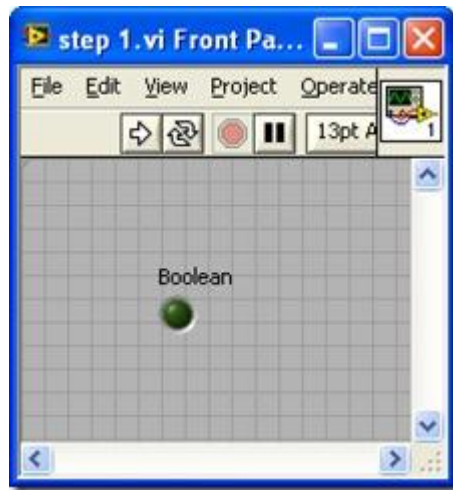 step 1.vi Front Pa...
File Edit View Project Operate
13pt A
1
Boolean